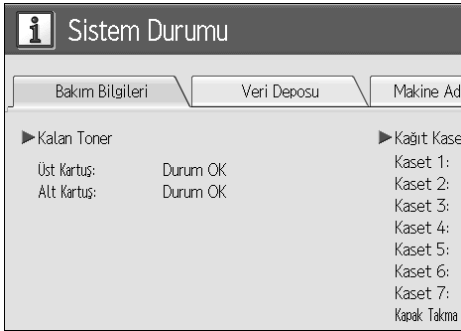 Sistem Durumu
Bakım Bilgileri
Veri Deposu
Makine Ad
Kalan Toner
Üst Kartuş: Durum OK
Alt Kartuş: Durum OK
Kağıt Kase
Kaset 1:
Kaset 2:
Kaset 3:
Kaset 4:
Kaset 5:
Kaset 6:
Kaset 7:
Kapak Takma